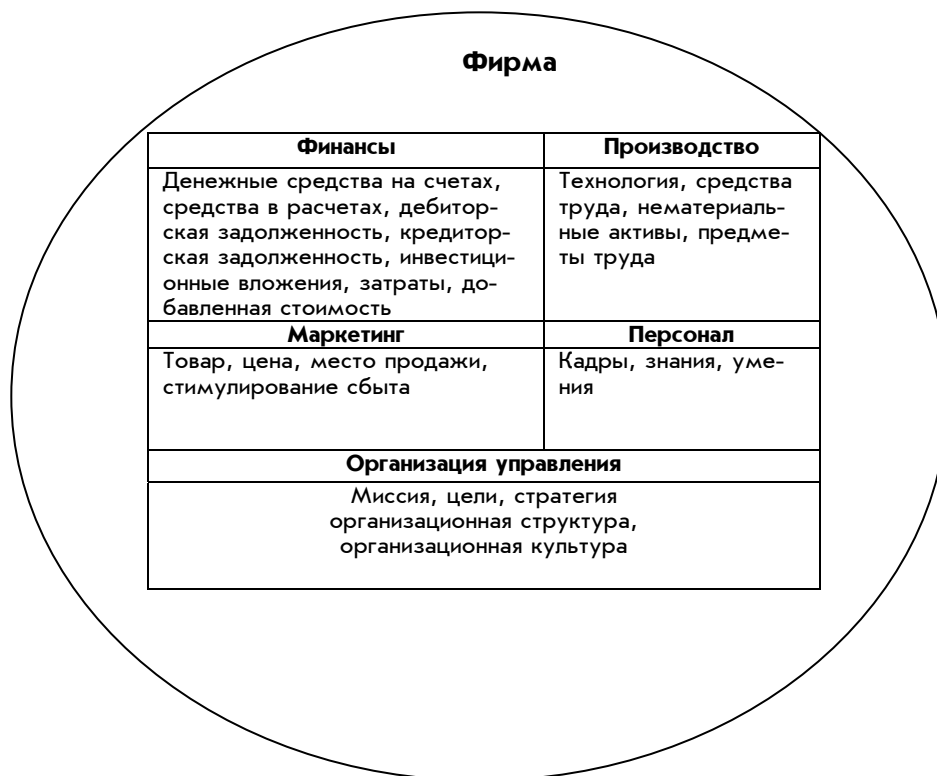 Фирма
Финансы
Денежные средства на счетах,
средства в расчетах, дебитор-
ская задолженность, кредитор-
ская задолженность, инвестици-
онные вложения, затраты, до-
бавленная стоимость
Производство
Технология, средства
труда, нематериаль-
ные активы, предме-
ты труда
Маркетинг
Товар, цена, место продажи,
стимулирование сбыта
Персонал
Кадры, знания, уме-
ния
Организация управления
Миссия, цели, стратегия
организационная структура,
организационная культура